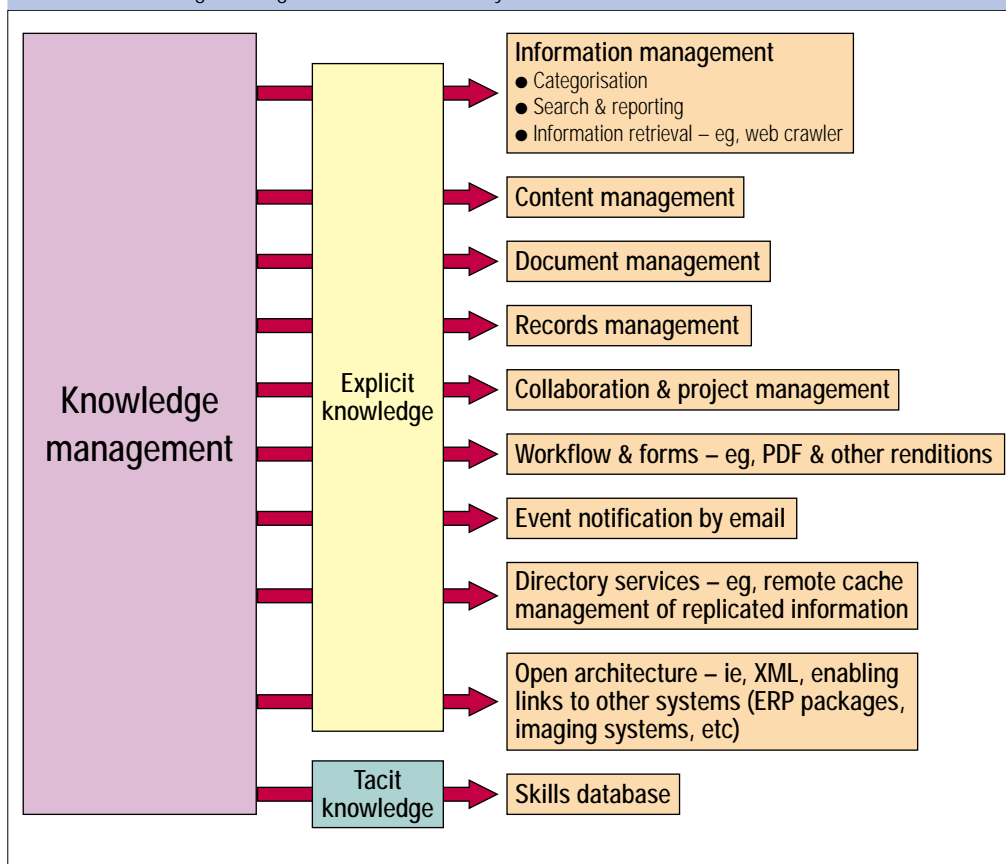 Knowledge
management
Explicit
knowledge
Tacit
knowledge
Information management
● Categorisation
● Search & reporting
● Information retrieval – eg, web crawler
Content management
Document management
Records management
Collaboration & project management
Workflow & forms – eg, PDF & other renditions
Event notification by email
Directory services – eg, remote cache
management of replicated information
Open architecture – ie, XML, enabling
links to other systems (ERP packages,
imaging systems, etc)
Skills database